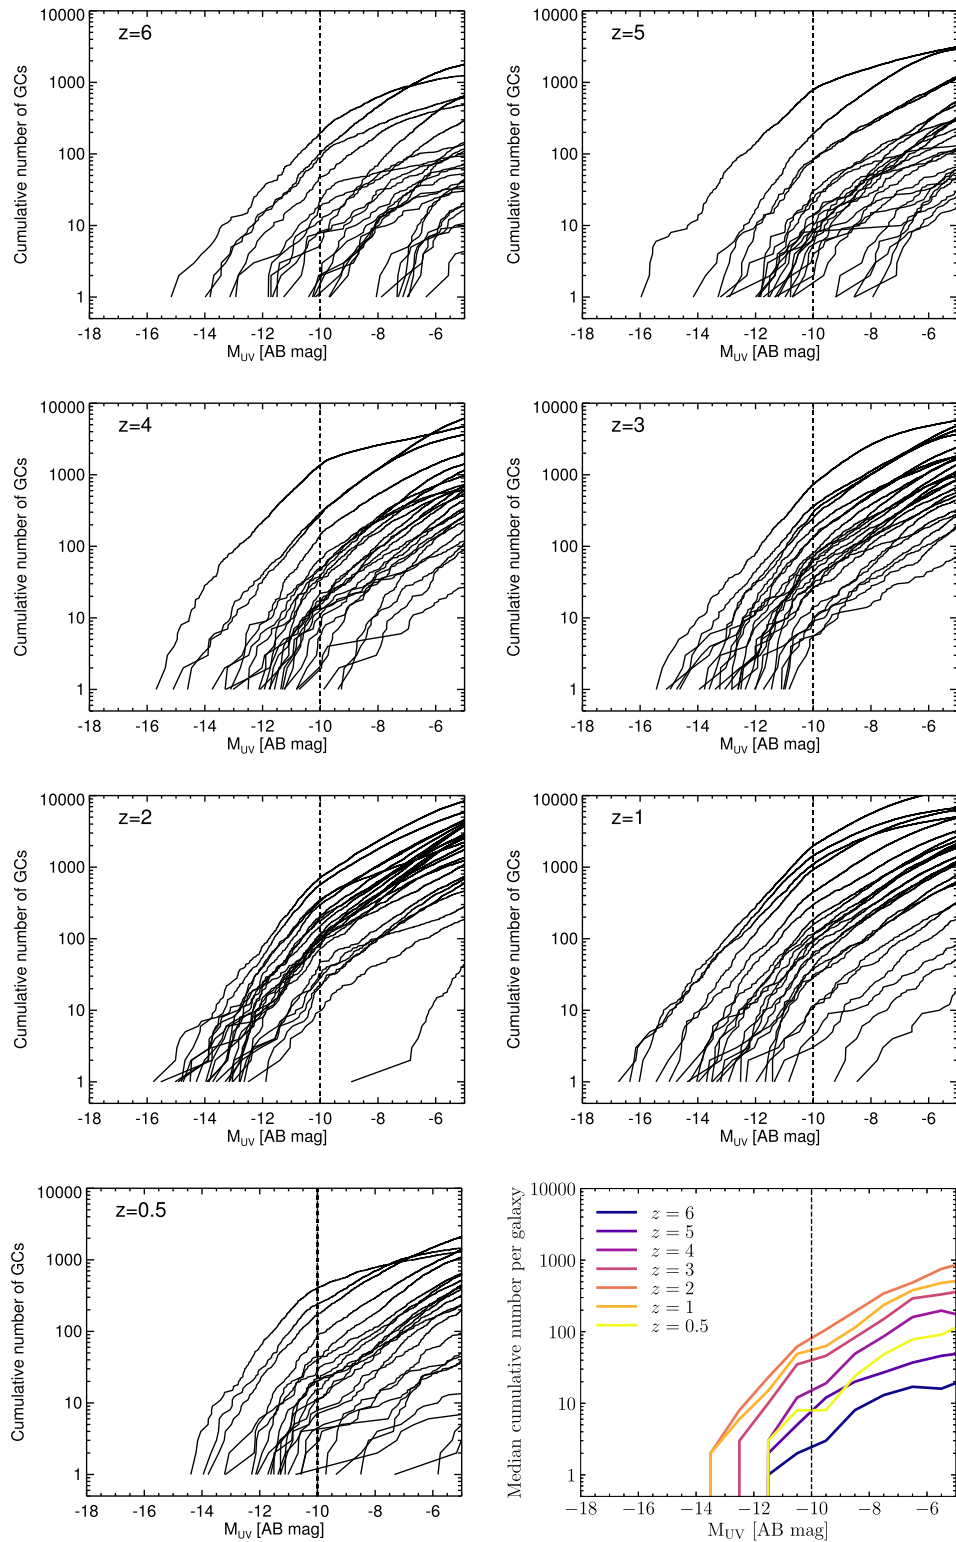 z=6
Cumulative number of GCs
10000
1000
100
10
1
-18 -16 -14 -12 -10 -8 -6
M_UV [AB mag]
z=5
Cumulative number of GCs
10000
1000
100
10
1
-18 -16 -14 -12 -10 -8 -6
M_UV [AB mag]
z=4
Cumulative number of GCs
10000
1000
100
10
1
-18 -16 -14 -12 -10 -8 -6
M_UV [AB mag]
z=3
Cumulative number of GCs
10000
1000
100
10
1
-18 -16 -14 -12 -10 -8 -6
M_UV [AB mag]
z=2
Cumulative number of GCs
10000
1000
100
10
1
-18 -16 -14 -12 -10 -8 -6
M_UV [AB mag]
z=1
Cumulative number of GCs
10000
1000
100
10
1
-18 -16 -14 -12 -10 -8 -6
M_UV [AB mag]
z=0.5
Cumulative number of GCs
10000
1000
100
10
1
-18 -16 -14 -12 -10 -8 -6
M_UV [AB mag]
Median cumulative number per galaxy
10000
1000
100
10
1
z = 6
z = 5
z = 4
z = 3
z = 2
z = 1
z = 0.5
−18 −16 −14 −12 −10 −8 −6
M_UV [AB mag]